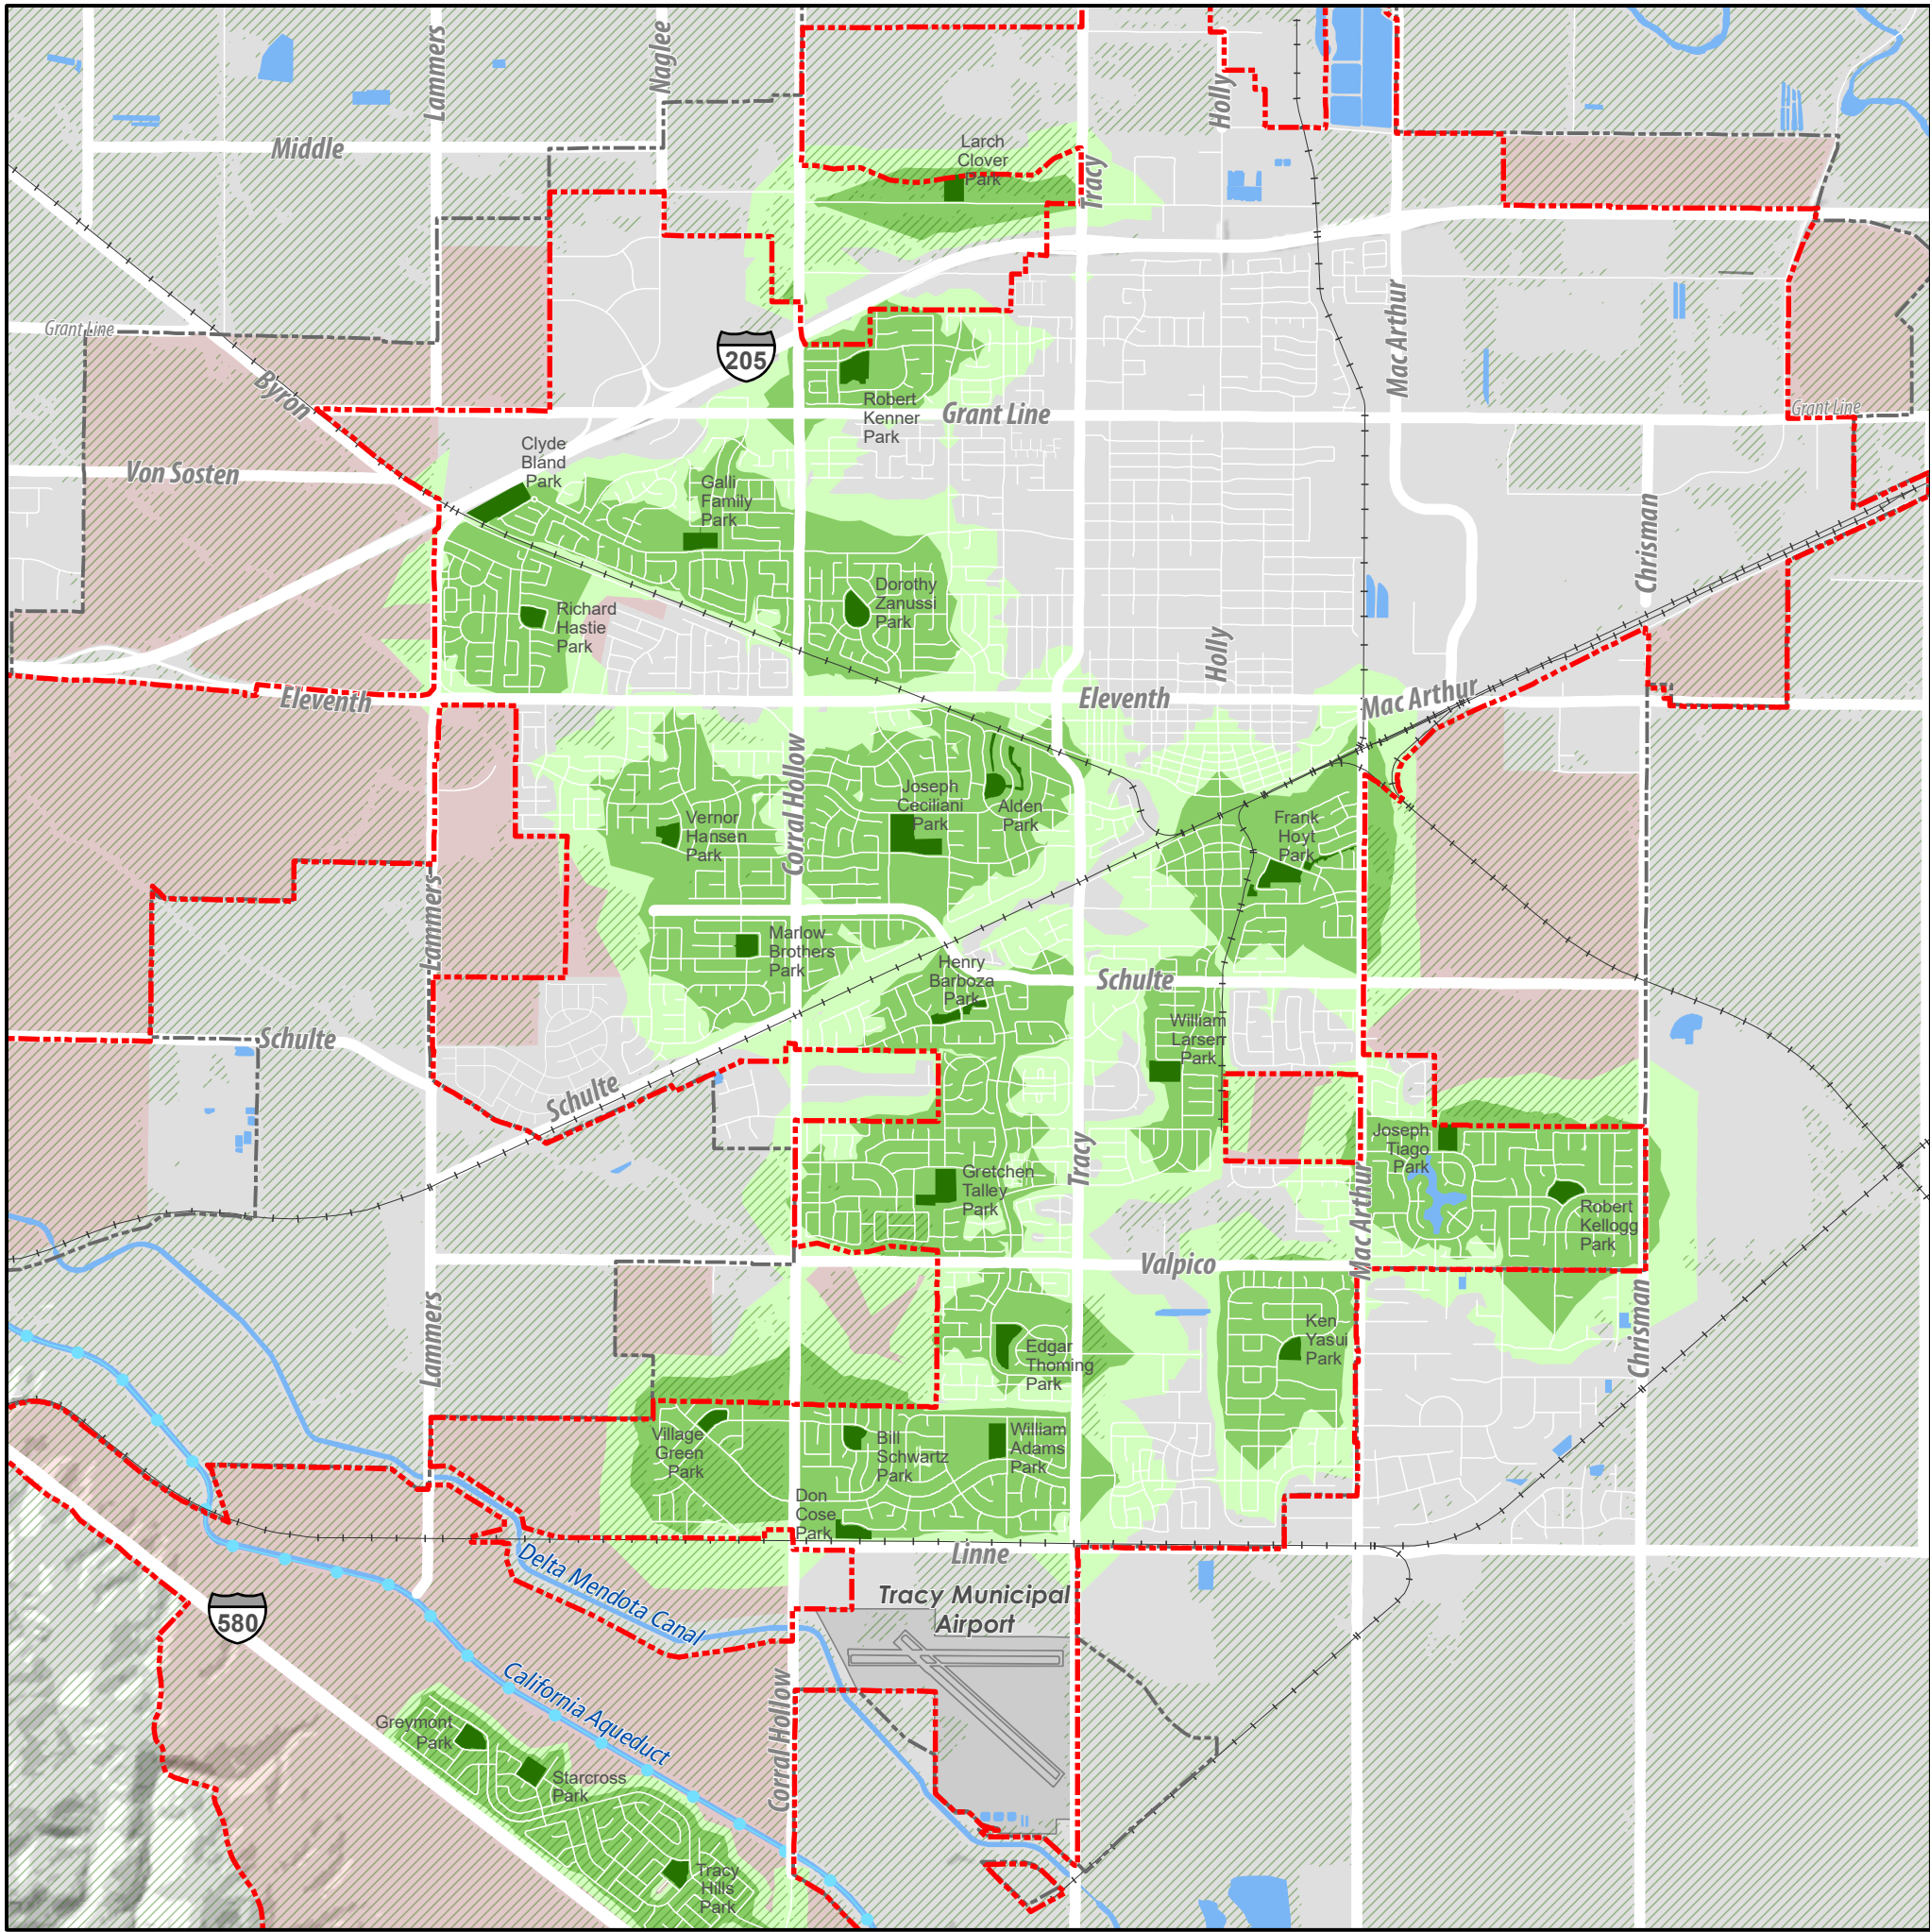 Lammers
Naglee
Holly
Middle
Larch
Clover
Park
Tracy
Grant Line
205
MacArthur
Byron
Robert
Kenner
Park
Grant Line
Grant Line
Clyde
Bland
Park
Von Sosten
Galli
Family
Park
Chrisman
Dorothy
Zanussi
Park
Richard
Hastie
Park
Holly
Eleventh
Eleventh
Mac Arthur
Corral Hollow
Joseph
Ceciliani
Park
Alden
Park
Vernor
Hansen
Park
Frank
Hoyt
Park
Lammers
Marlow
Brothers
Park
Henry
Barboza
Park
Schulte
William
Larsen
Park
Schulte
Schulte
Joseph
Tiago
Park
Tracy
Gretchen
Talley
Park
Mac Arthur
Robert
Kellogg
Park
Valpico
Lammers
Ken
Yasui
Park
Chrisman
Edgar
Thoming
Park
Village
Green
Park
Bill
Schwartz
Park
William
Adams
Park
Don
Cose
Park
Linne
Delta Mendota Canal
Tracy Municipal
Airport
580
California Aqueduct
Corral Hollow
Greymont
Park
Starcross
Park
Tracy
Hills
Park